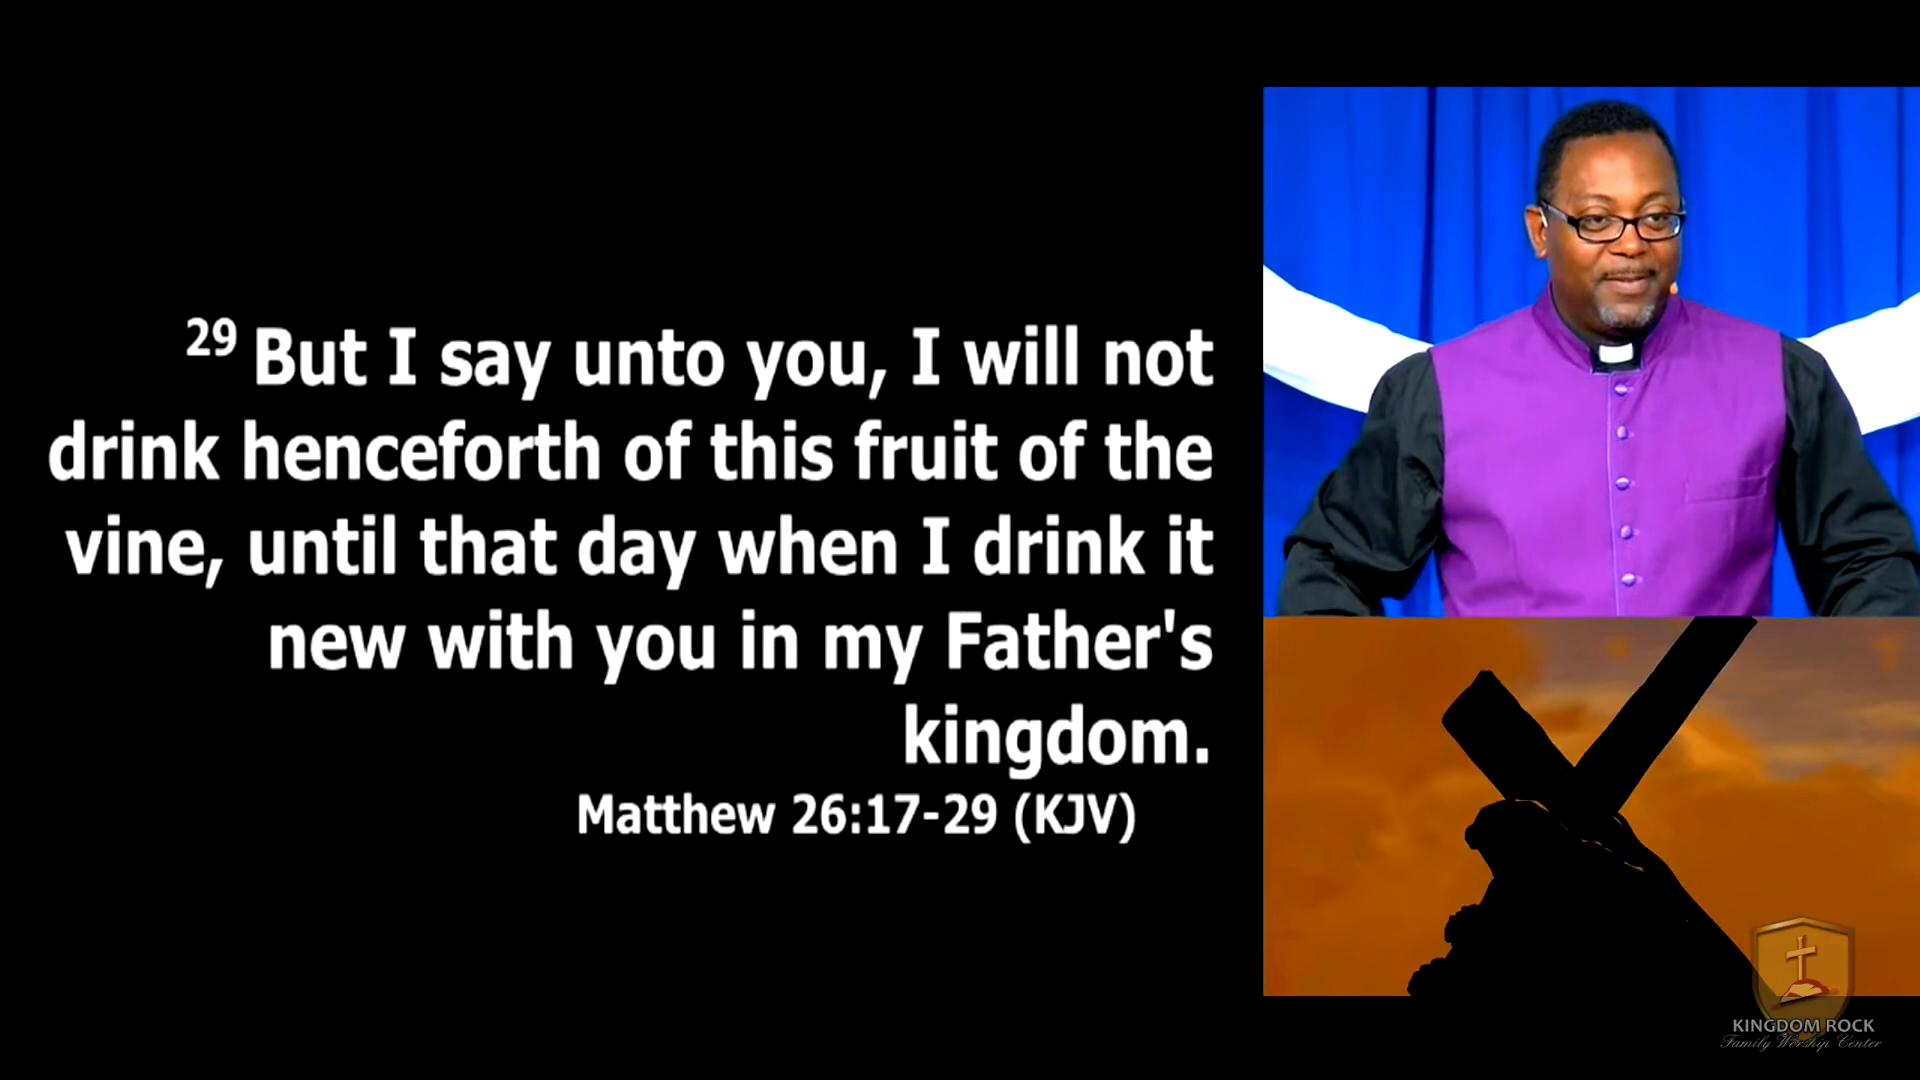 29 But I say unto you, I will not
drink henceforth of this fruit of the
vine, until that day when I drink it
new with you in my Father's
kingdom.
Matthew 26:17-29 (KJV)
KINGDOM ROCK
Family Worship Center